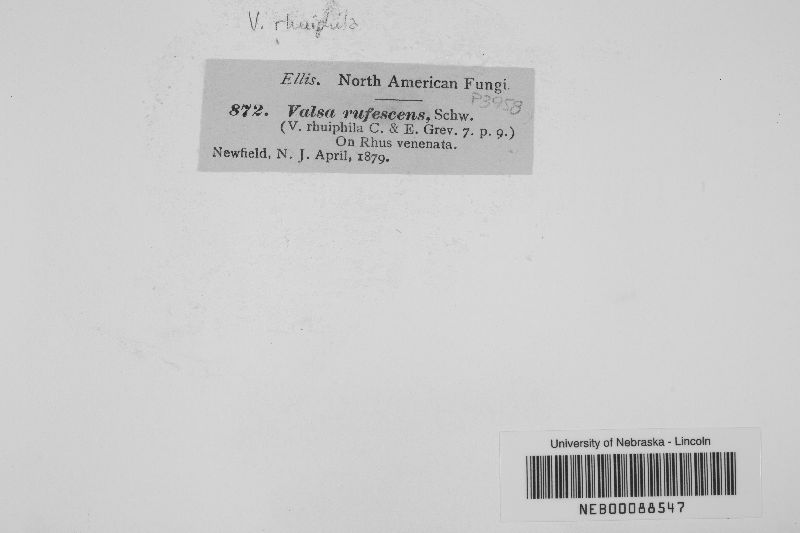 V. rhuiphila
Ellis. North American Fungi.
P3958
872. Valsa rufescens, Schw.
(V. rhuiphila C. & E. Grev. 7. p. 9.)
On Rhus venenata.
Newfield, N. J. April, 1879.
University of Nebraska - Lincoln
NEB00088547